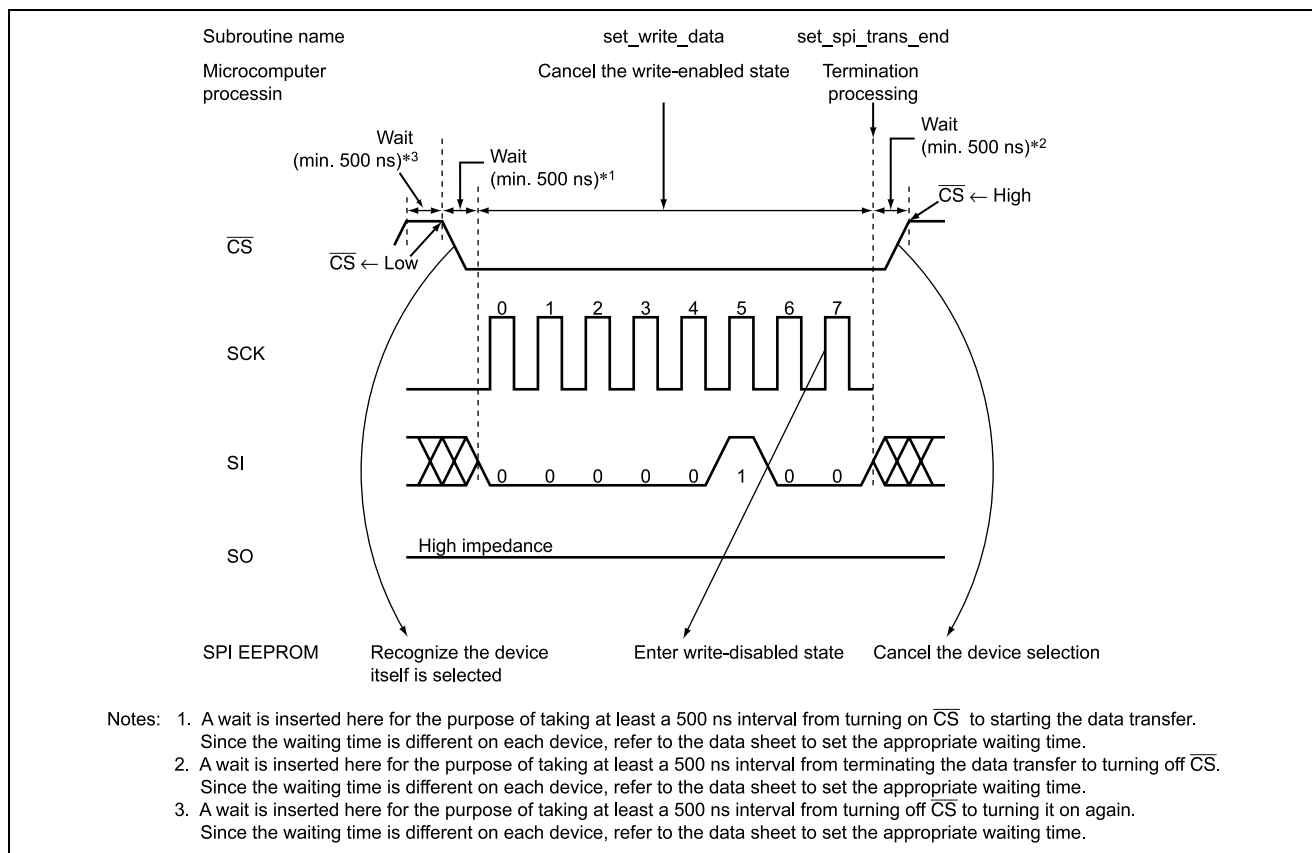 Subroutine name set_write_data set_spi_trans_end
Microcomputer processin
Cancel the write-enabled state
Termination processing
Wait
(min. 500 ns)*3
Wait
(min. 500 ns)*1
Wait
(min. 500 ns)*2
C̅S̅ ← High
C̅S̅
C̅S̅ ← Low
0 1 2 3 4 5 6 7
SCK
SI
0 0 0 0 0 1 0 0
High impedance
SO
SPI EEPROM
Recognize the device
itself is selected
Enter write-disabled state
Cancel the device selection
Notes: 1. A wait is inserted here for the purpose of taking at least a 500 ns interval from turning on C̅S̅ to starting the data transfer.
Since the waiting time is different on each device, refer to the data sheet to set the appropriate waiting time.
2. A wait is inserted here for the purpose of taking at least a 500 ns interval from terminating the data transfer to turning off C̅S̅.
Since the waiting time is different on each device, refer to the data sheet to set the appropriate waiting time.
3. A wait is inserted here for the purpose of taking at least a 500 ns interval from turning off C̅S̅ to turning it on again.
Since the waiting time is different on each device, refer to the data sheet to set the appropriate waiting time.